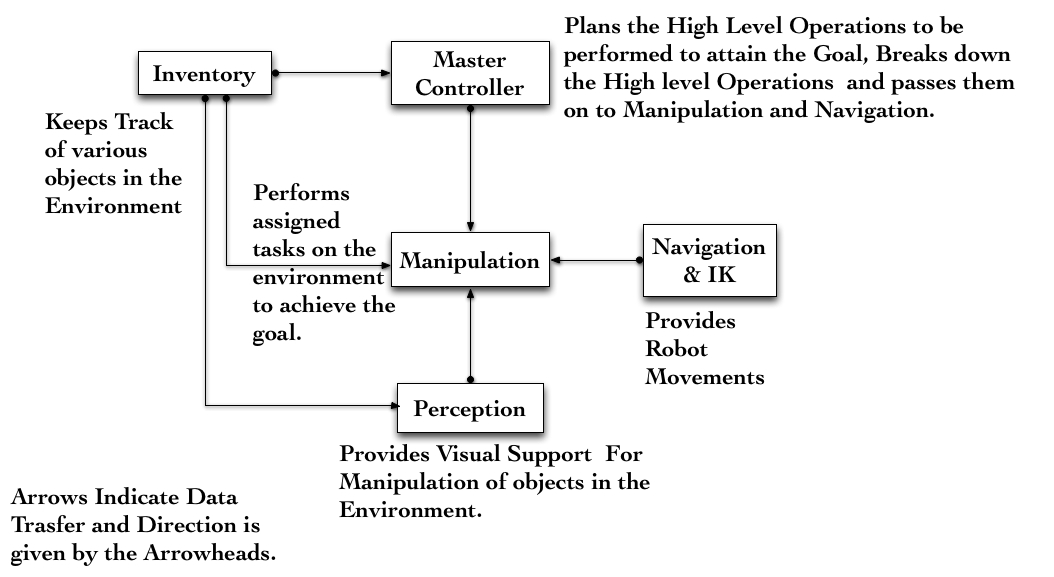 Inventory
Master
Controller
Plans the High Level Operations to be
performed to attain the Goal, Breaks down
the High level Operations  and passes them
on to Manipulation and Navigation.
Keeps Track
of various
objects in the
Environment
Performs
assigned
tasks on the
environment
to achieve the
goal.
Manipulation
Navigation
& IK
Provides
Robot
Movements
Perception
Provides Visual Support  For
Manipulation of objects in the
Environment.
Arrows Indicate Data
Trasfer and Direction is
given by the Arrowheads.